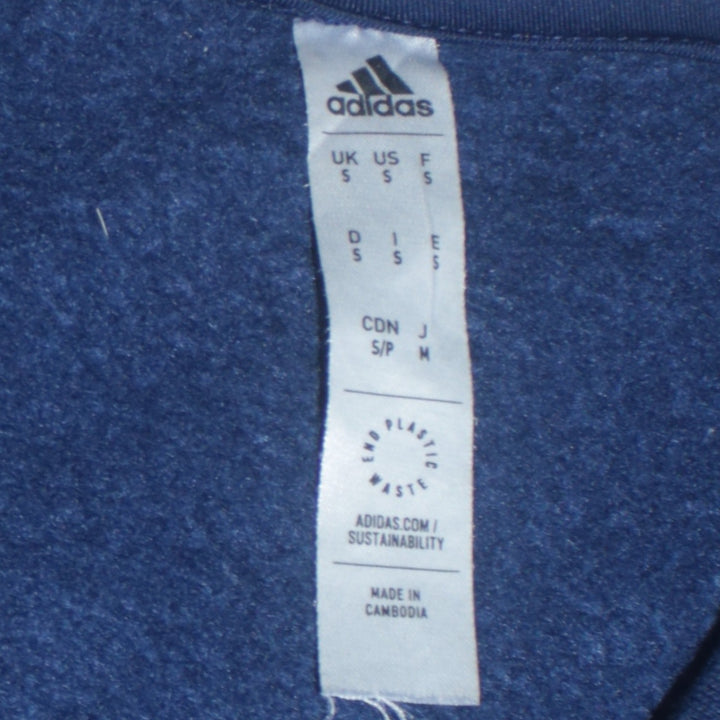 adidas
UK US F
S S S
D I E
S S S
CDN J
S/P M
END PLASTIC WASTE
ADIDAS.COM /
SUSTAINABILITY
MADE IN
CAMBODIA